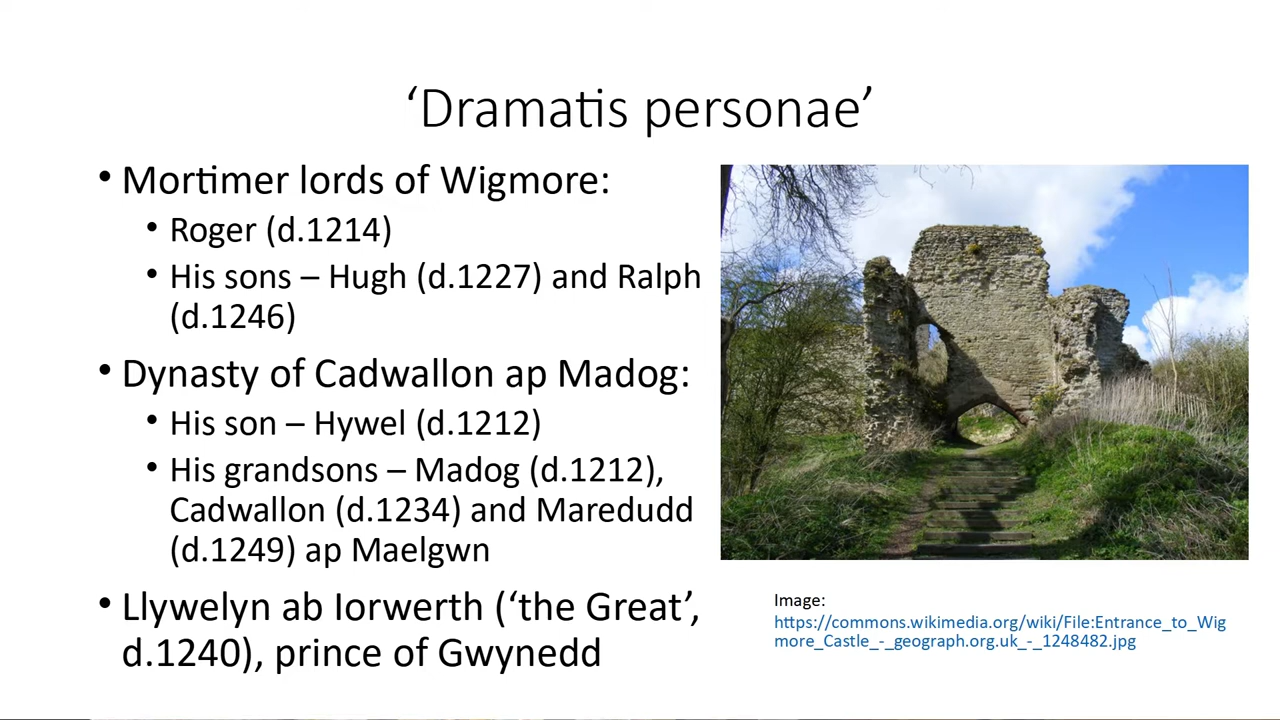 ‘Dramatis personae’
• Mortimer lords of Wigmore:
• Roger (d.1214)
• His sons – Hugh (d.1227) and Ralph
(d.1246)
• Dynasty of Cadwallon ap Madog:
• His son – Hywel (d.1212)
• His grandsons – Madog (d.1212),
Cadwallon (d.1234) and Maredudd
(d.1249) ap Maelgwn
• Llywelyn ab Iorwerth (‘the Great’,
d.1240), prince of Gwynedd
Image:
https://commons.wikimedia.org/wiki/File:Entrance_to_Wig
more_Castle_-_geograph.org.uk_-_1248482.jpg